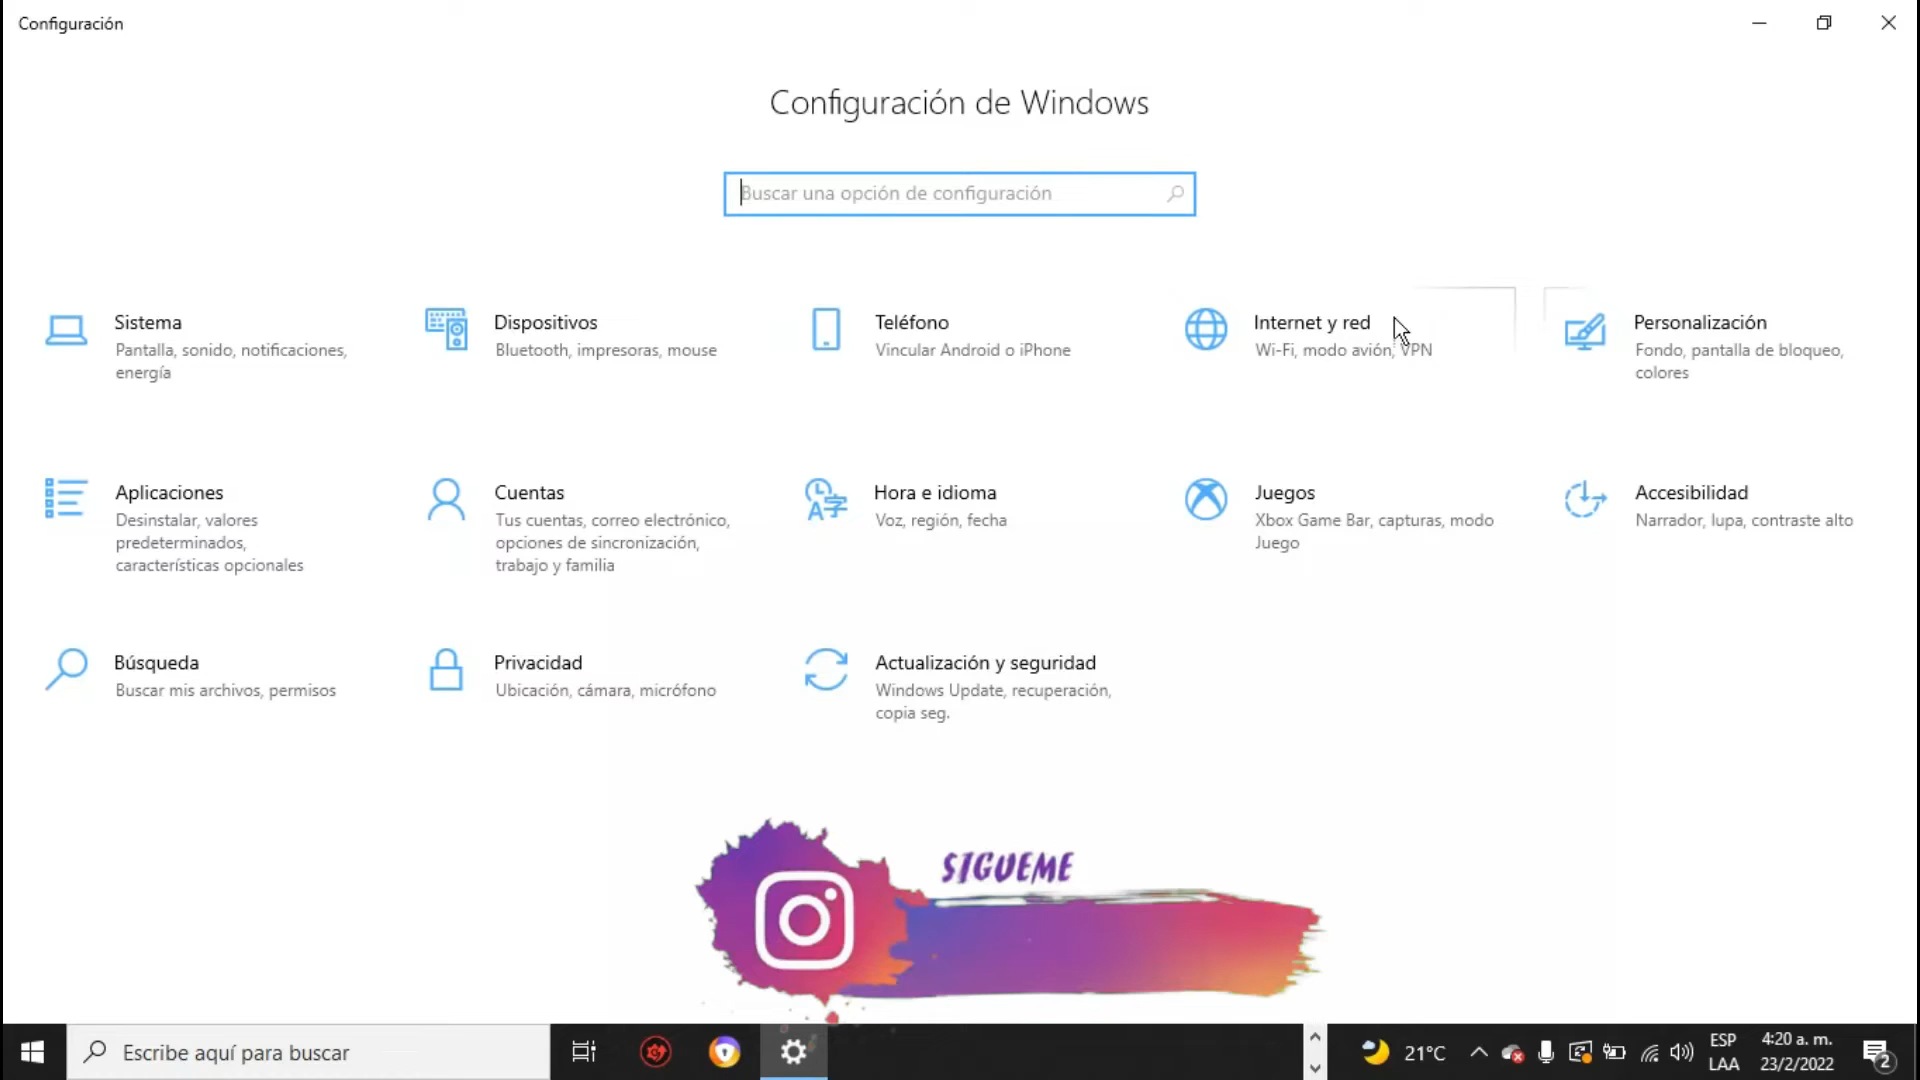 Configuración
Configuración de Windows
Buscar una opción de configuración
Sistema
Pantalla, sonido, notificaciones,
energía
Dispositivos
Bluetooth, impresoras, mouse
Teléfono
Vincular Android o iPhone
Internet y red
Wi-Fi, modo avión, VPN
Personalización
Fondo, pantalla de bloqueo,
colores
Aplicaciones
Desinstalar, valores
predeterminados,
características opcionales
Cuentas
Tus cuentas, correo electrónico,
opciones de sincronización,
trabajo y familia
Hora e idioma
Voz, región, fecha
Juegos
Xbox Game Bar, capturas, modo
Juego
Accesibilidad
Narrador, lupa, contraste alto
Búsqueda
Buscar mis archivos, permisos
Privacidad
Ubicación, cámara, micrófono
Actualización y seguridad
Windows Update, recuperación,
copia seg.
SIGUEME
Escribe aquí para buscar
21°C
ESP
LAA
4:20 a. m.
23/2/2022
2